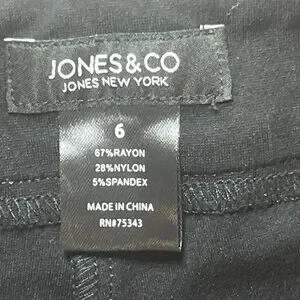 JONES & CO
JONES NEW YORK
6
67%RAYON
28%NYLON
5%SPANDEX
MADE IN CHINA
RN#75343